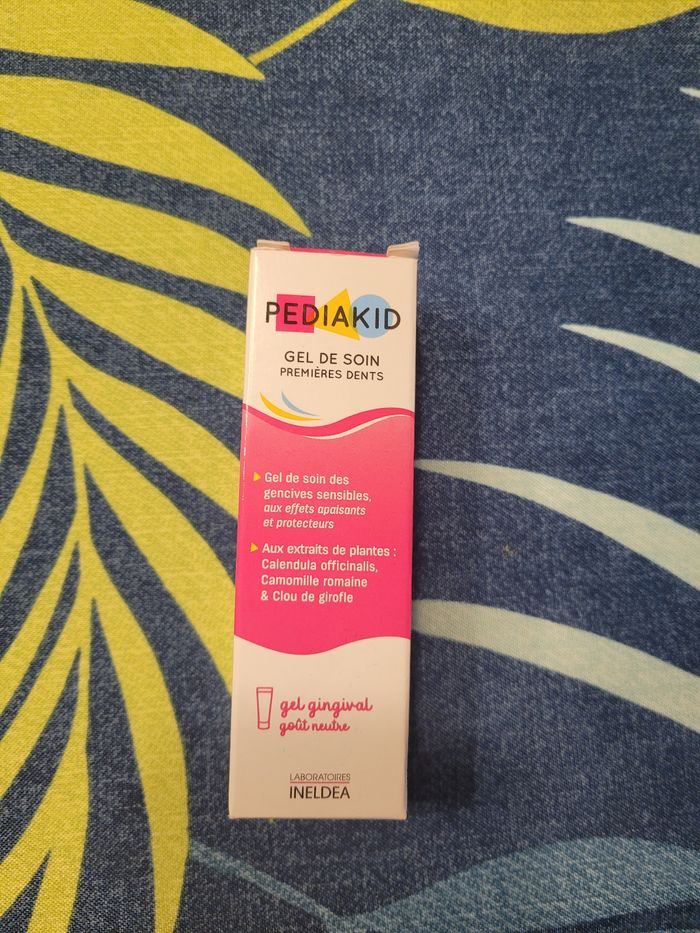 PEDIAKID
GEL DE SOIN
PREMIÈRES DENTS
Gel de soin des
gencives sensibles,
aux effets apaisants
et protecteurs
Aux extraits de plantes :
Calendula officinalis,
Camomille romaine
& Clou de girofle
gel gingival
goût neutre
LABORATOIRES
INELDEA